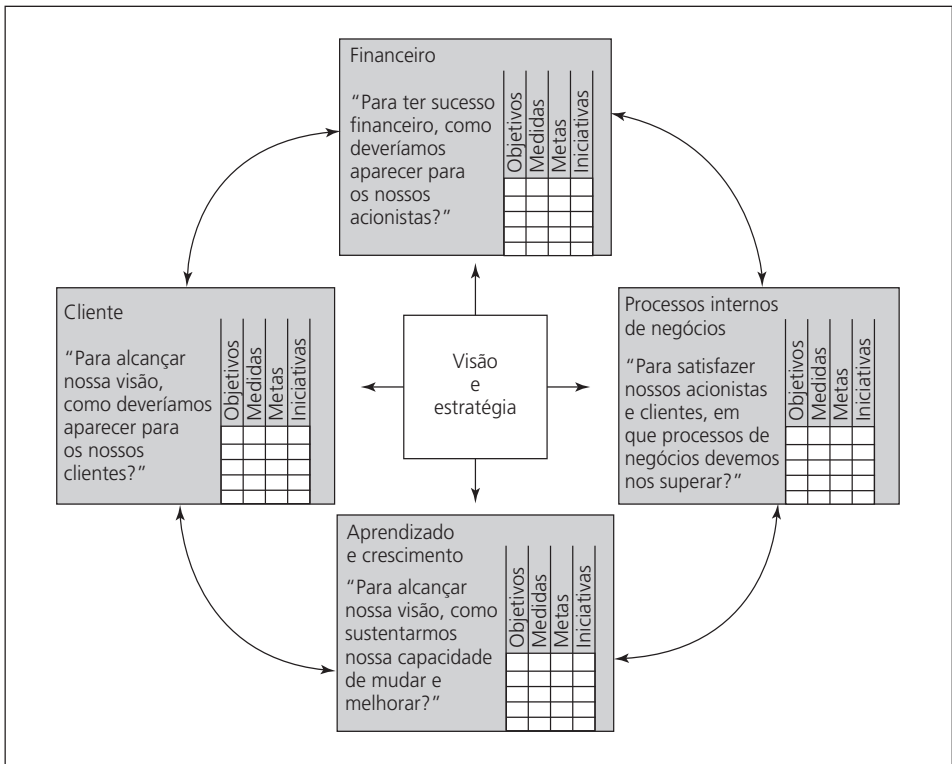 Financeiro
“Para ter sucesso
financeiro, como
deveríamos
aparecer para
os nossos
acionistas?”
Objetivos
Medidas
Metas
Iniciativas
Cliente
“Para alcançar
nossa visão,
como deveríamos
aparecer para
os nossos
clientes?”
Objetivos
Medidas
Metas
Iniciativas
Visão
e
estratégia
Processos internos
de negócios
“Para satisfazer
nossos acionistas
e clientes, em
que processos de
negócios devemos
nos superar?”
Objetivos
Medidas
Metas
Iniciativas
Aprendizado
e crescimento
“Para alcançar
nossa visão, como
sustentarmos
nossa capacidade
de mudar e
melhorar?”
Objetivos
Medidas
Metas
Iniciativas